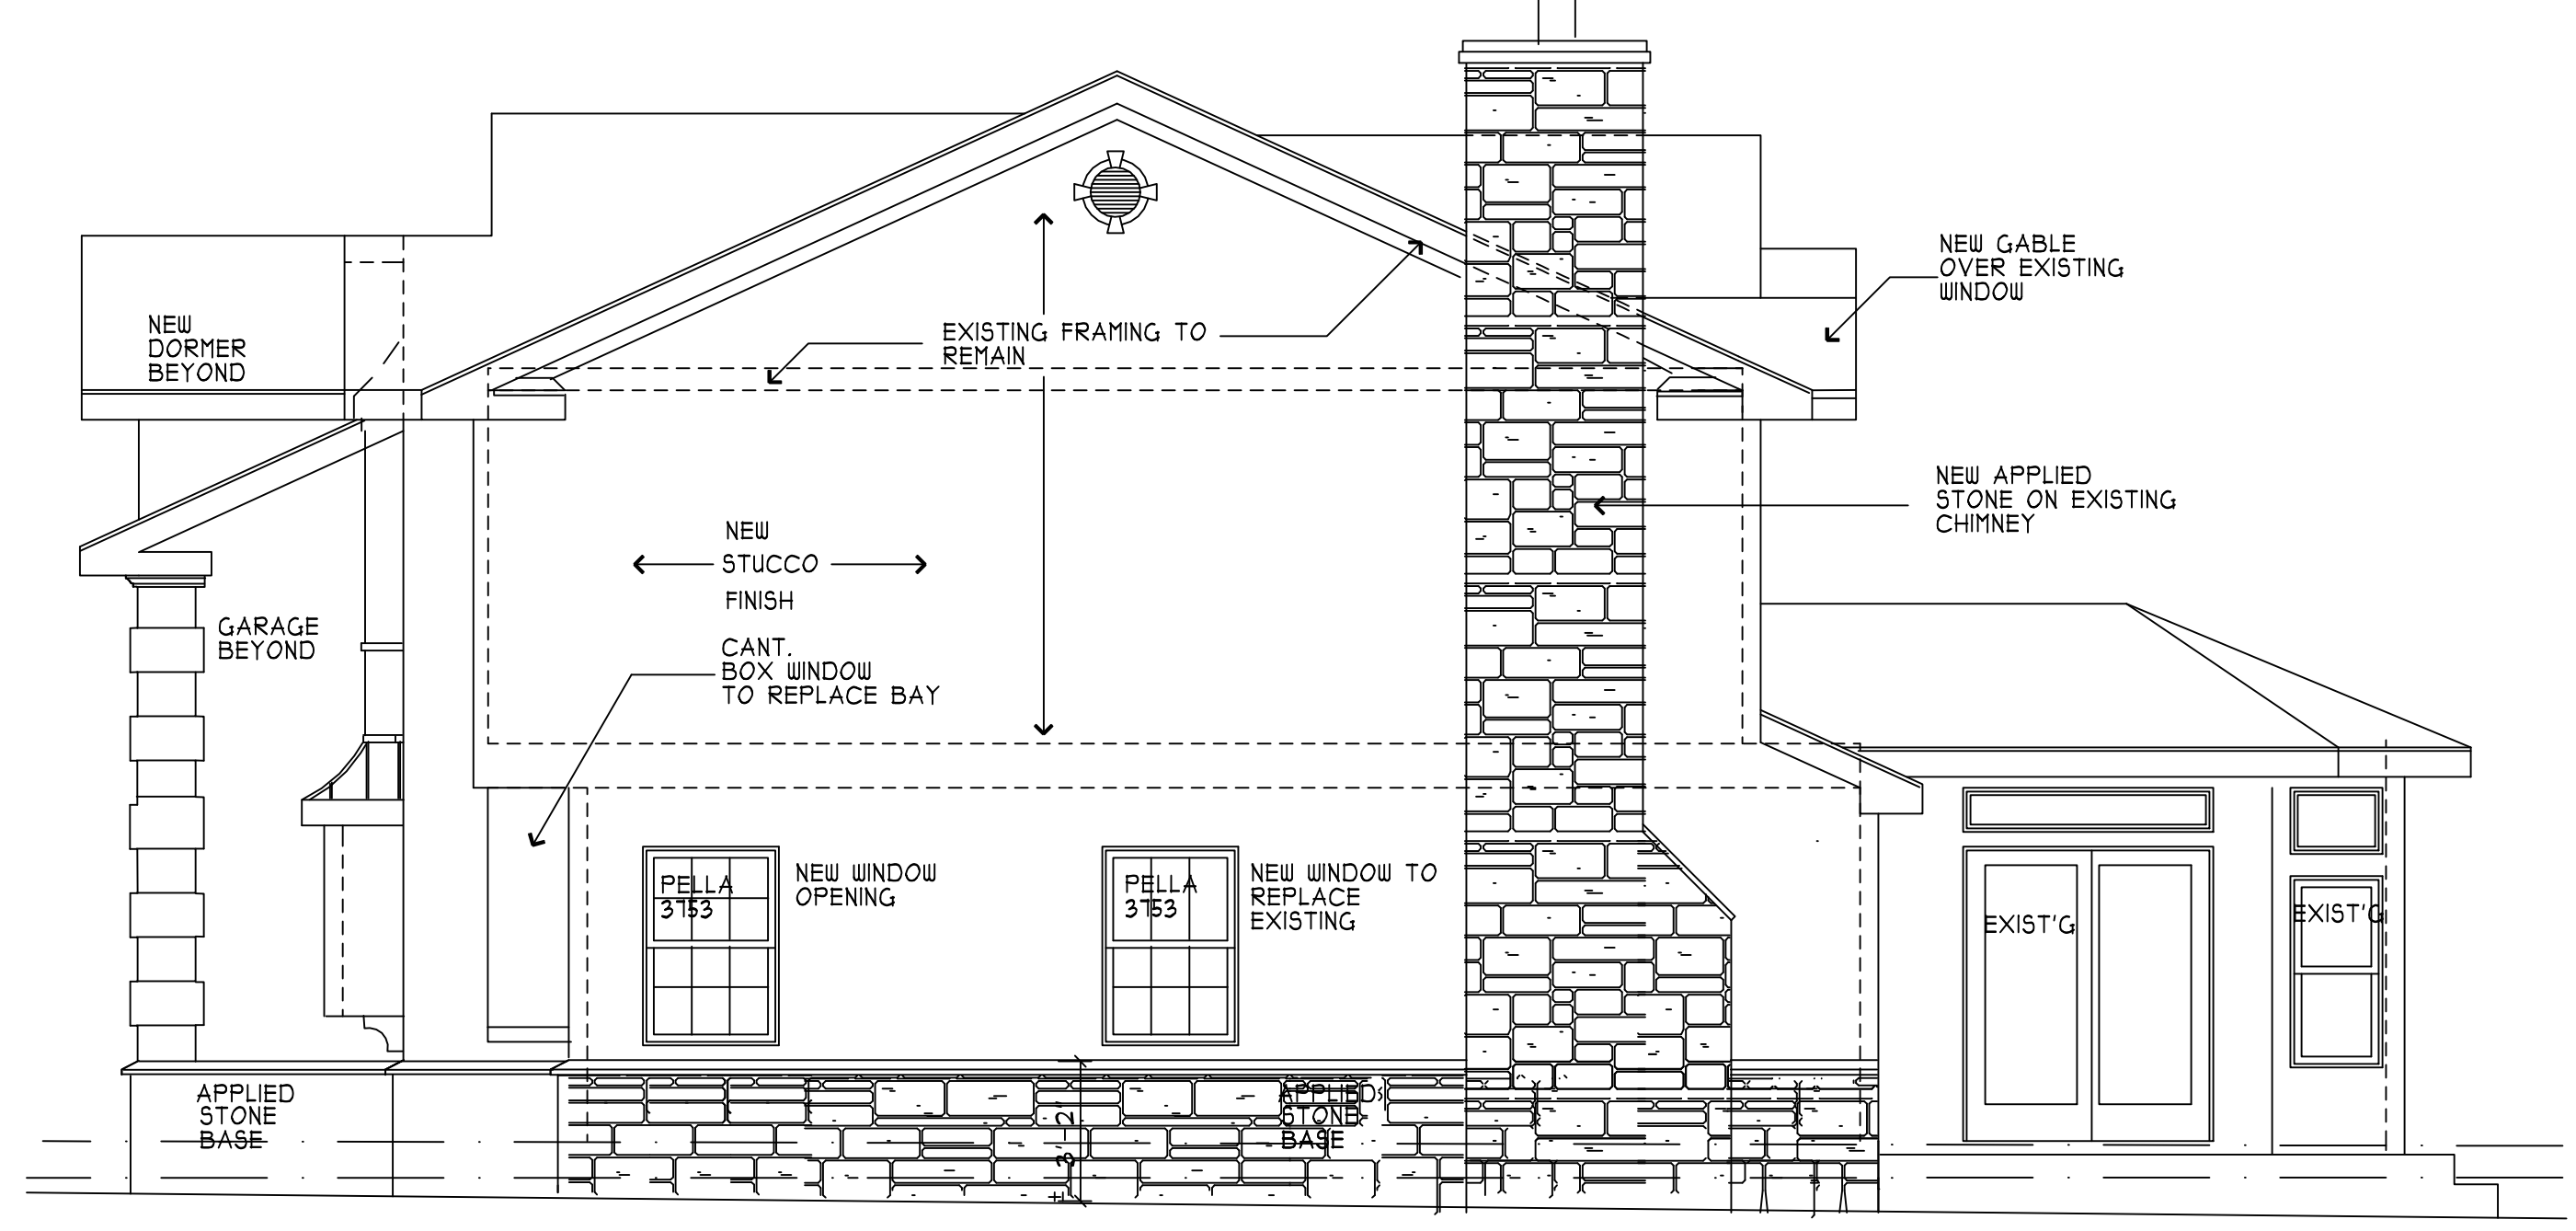 NEW GABLE
OVER EXISTING
WINDOW
NEW
DORMER
BEYOND
EXISTING FRAMING TO
REMAIN
NEW APPLIED
STONE ON EXISTING
CHIMNEY
NEW
STUCCO
FINISH
GARAGE
BEYOND
CANT.
BOX WINDOW
TO REPLACE BAY
PELLA
3753
NEW WINDOW
OPENING
PELLA
3753
NEW WINDOW TO
REPLACE
EXISTING
EXIST'G
EXIST'G
APPLIED
STONE
BASE
± 3'-2"
APPLIED
STONE
BASE